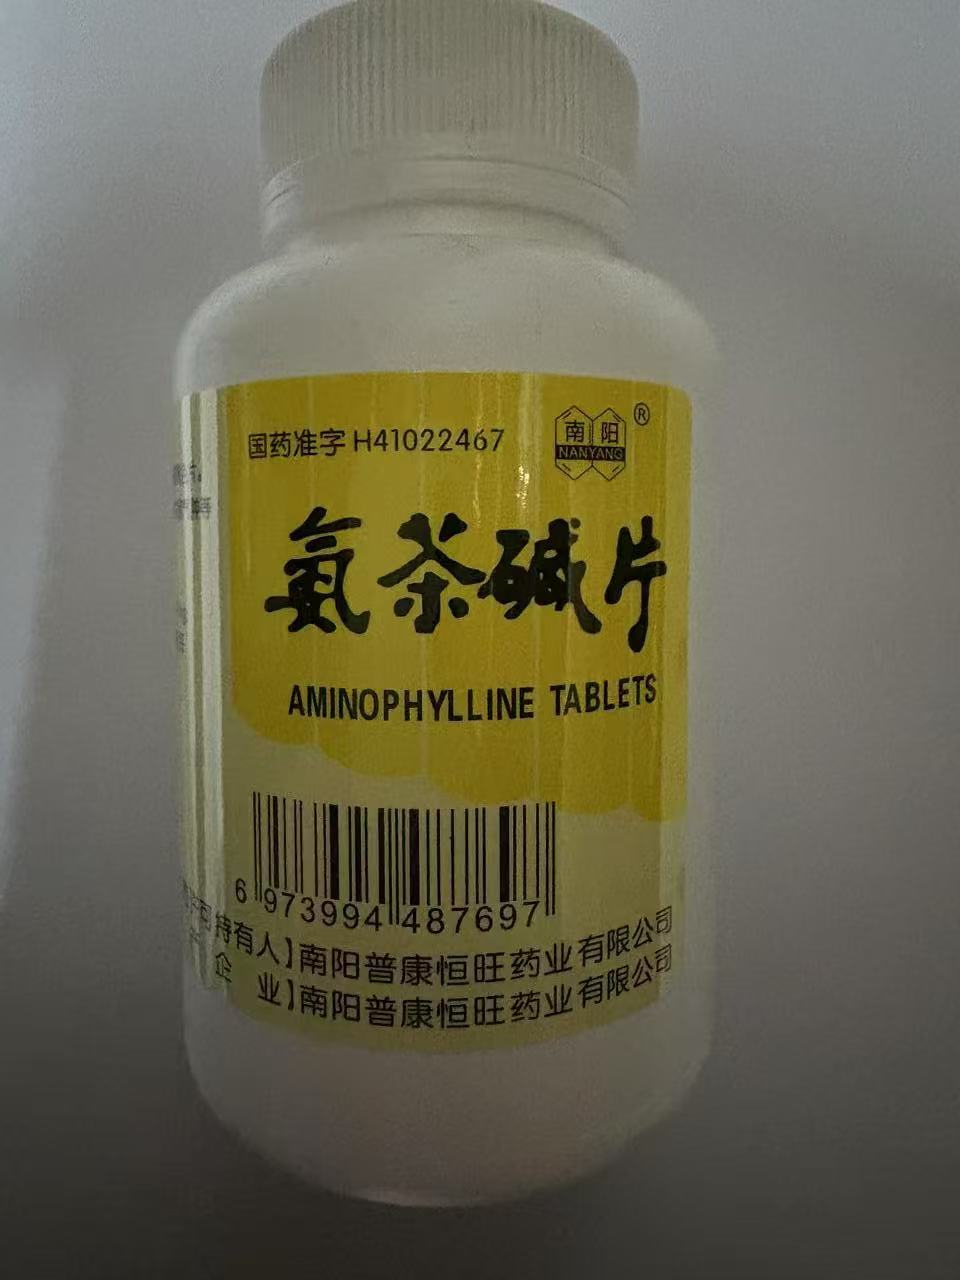 国药准字 H41022467
南阳
NANYANG
®
氨茶碱片
AMINOPHYLLINE TABLETS
6 973994 487697
持有人】南阳普康恒旺药业有限公司
企 业】南阳普康恒旺药业有限公司